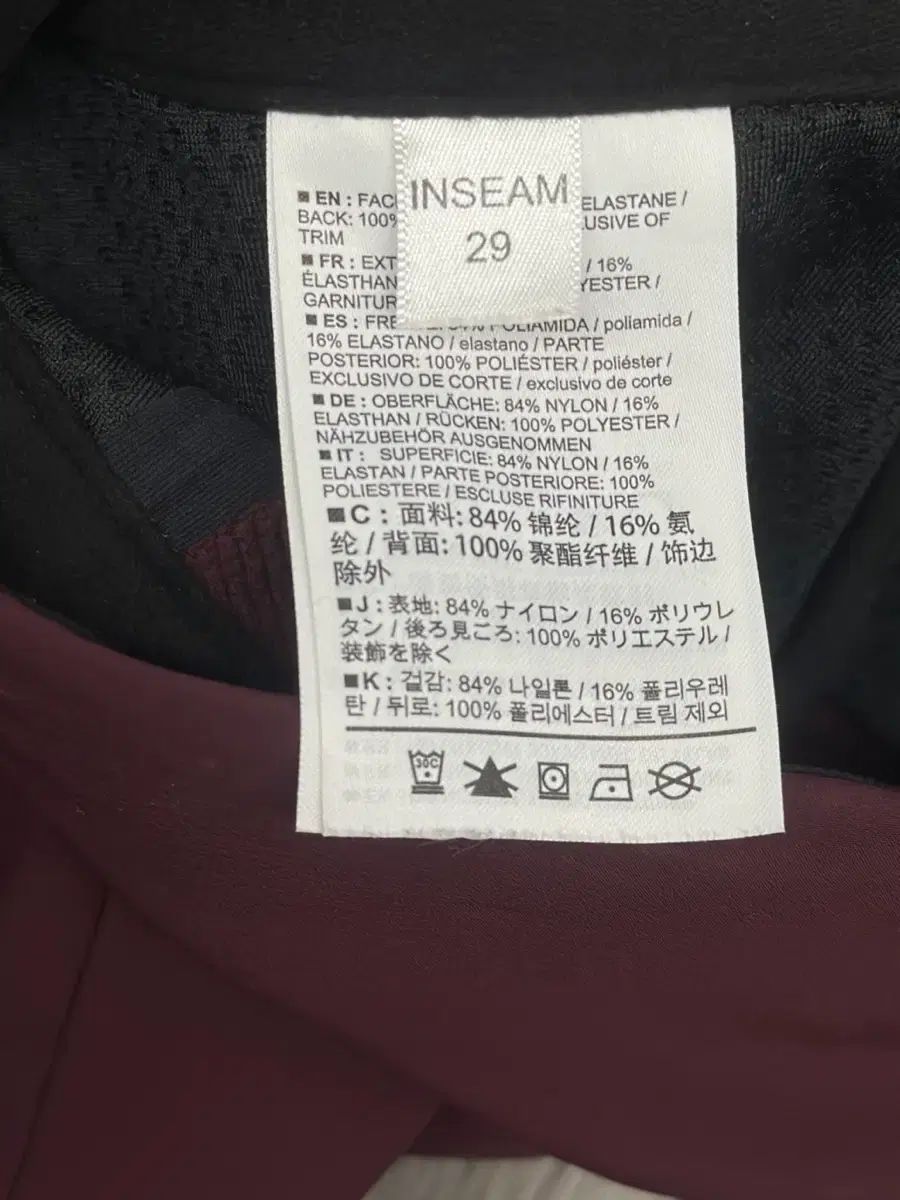 INSEAM
29
■ EN : FAC ELASTANE /
BACK: 100% USIVE OF
TRIM
■ FR : EXT / 16%
ÉLASTHAN YESTER /
GARNITUR
■ ES : FRE 84% POLIAMIDA / poliamida /
16% ELASTANO / elastano / PARTE
POSTERIOR: 100% POLIÉSTER / poliéster /
EXCLUSIVO DE CORTE / exclusivo de corte
■ DE : OBERFLÄCHE: 84% NYLON / 16%
ELASTHAN / RÜCKEN: 100% POLYESTER /
NÄHZUBEHÖR AUSGENOMMEN
■ IT : SUPERFICIE: 84% NYLON / 16%
ELASTAN / PARTE POSTERIORE: 100%
POLIESTERE / ESCLUSE RIFINITURE
■ C : 面料: 84% 锦纶 / 16% 氨
纶 / 背面: 100% 聚酯纤维 / 饰边
除外
■ J : 表地: 84% ナイロン / 16% ポリウレ
タン / 後ろ見ごろ: 100% ポリエステル /
装飾を除く
■ K : 겉감: 84% 나일론 / 16% 폴리우레
탄 / 뒤로: 100% 폴리에스터 / 트림 제외
30C